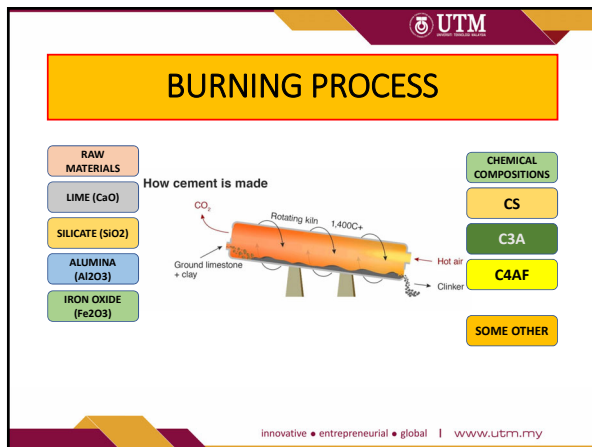 UTM
UNIVERSITI TEKNOLOGI MALAYSIA
BURNING PROCESS
RAW
MATERIALS
LIME (CaO)
SILICATE (SiO2)
ALUMINA
(Al2O3)
IRON OXIDE
(Fe2O3)
How cement is made
CO₂
Rotating kiln
1,400C+
Ground limestone
+ clay
Hot air
Clinker
CHEMICAL
COMPOSITIONS
CS
C3A
C4AF
SOME OTHER
innovative ● entrepreneurial ● global | www.utm.my